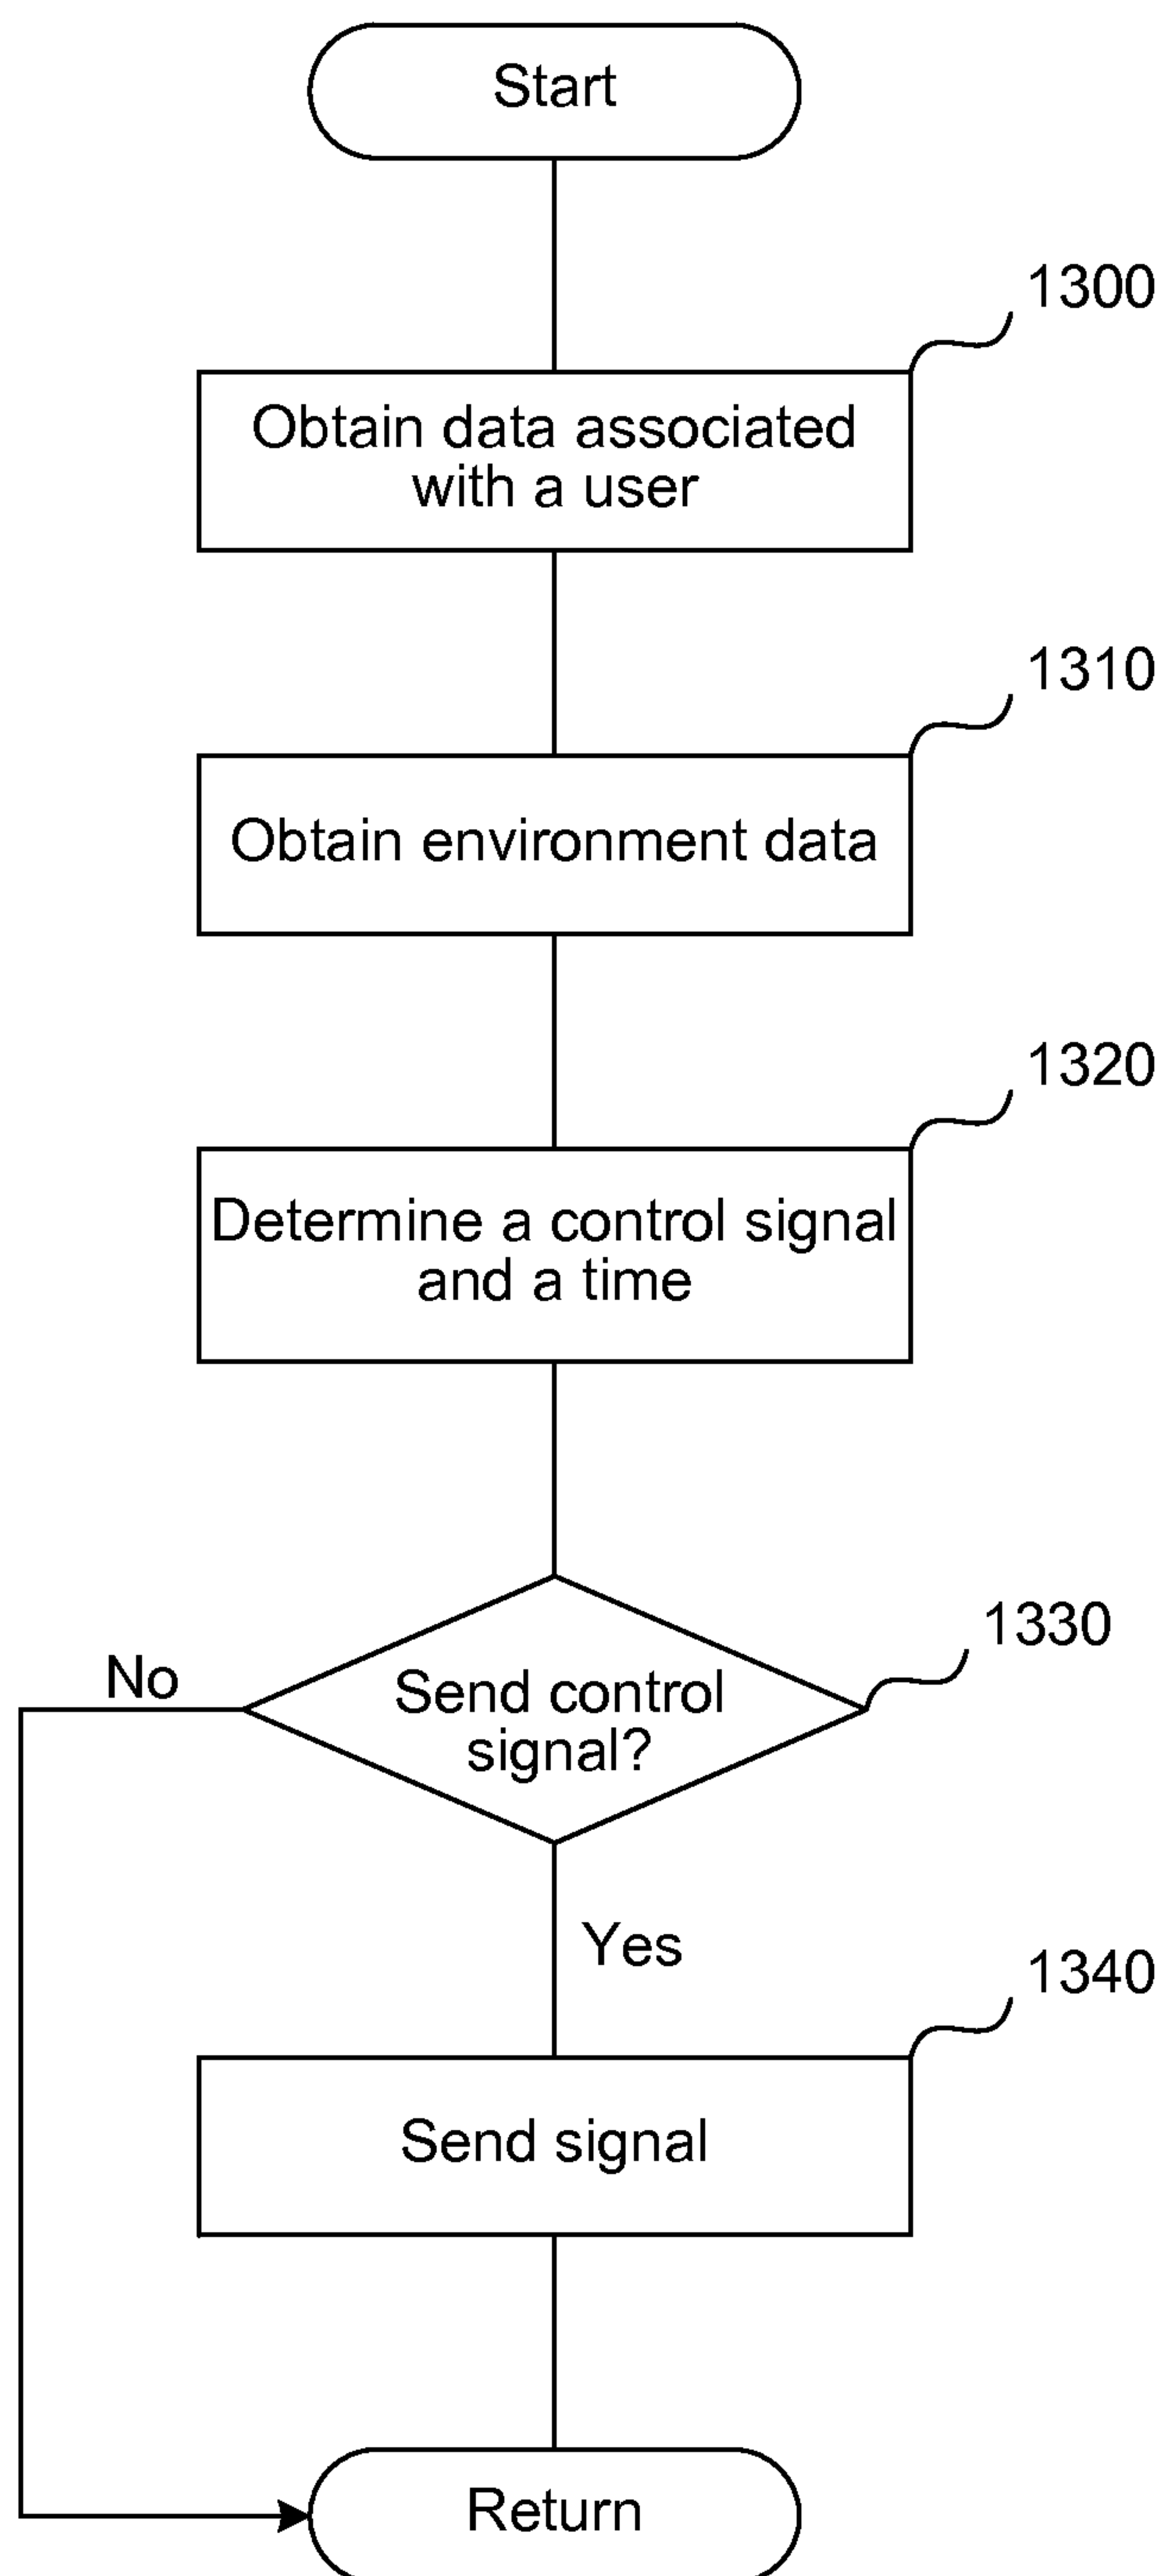 Start
1300
Obtain data associated
with a user
1310
Obtain environment data
1320
Determine a control signal
and a time
1330
No
Send control
signal?
Yes
1340
Send signal
Return